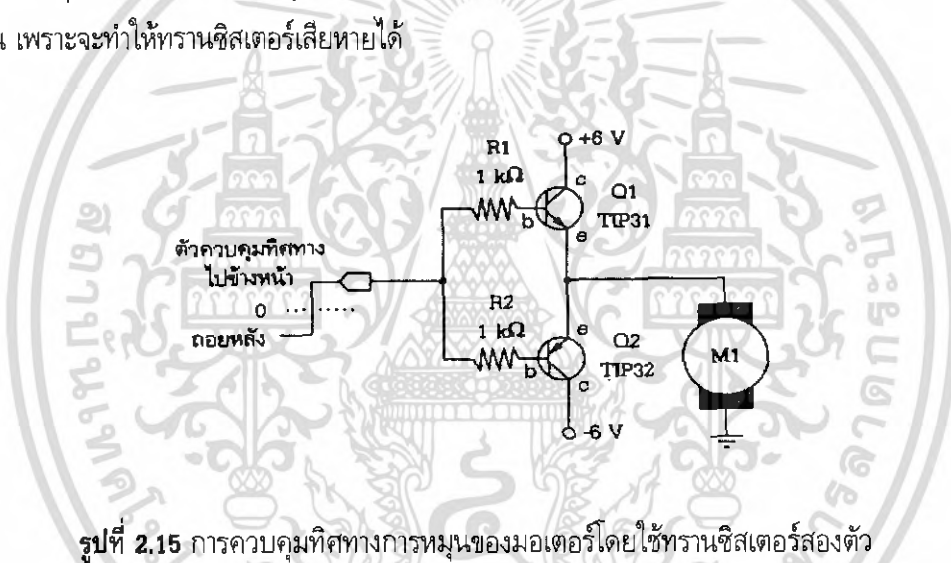 น เพราะจะทำให้ทรานซิสเตอร์เสียหายได้
+6 V
R1
1 kΩ
c
Q1
TIP31
b
e
ตัวควบคุมทิศทาง
ไปข้างหน้า
0 .........
ถอยหลัง
R2
1 kΩ
e
Q2
TIP32
b
c
M1
-6 V
รูปที่ 2.15 การควบคุมทิศทางการหมุนของมอเตอร์โดยใช้ทรานซิสเตอร์สองตัว